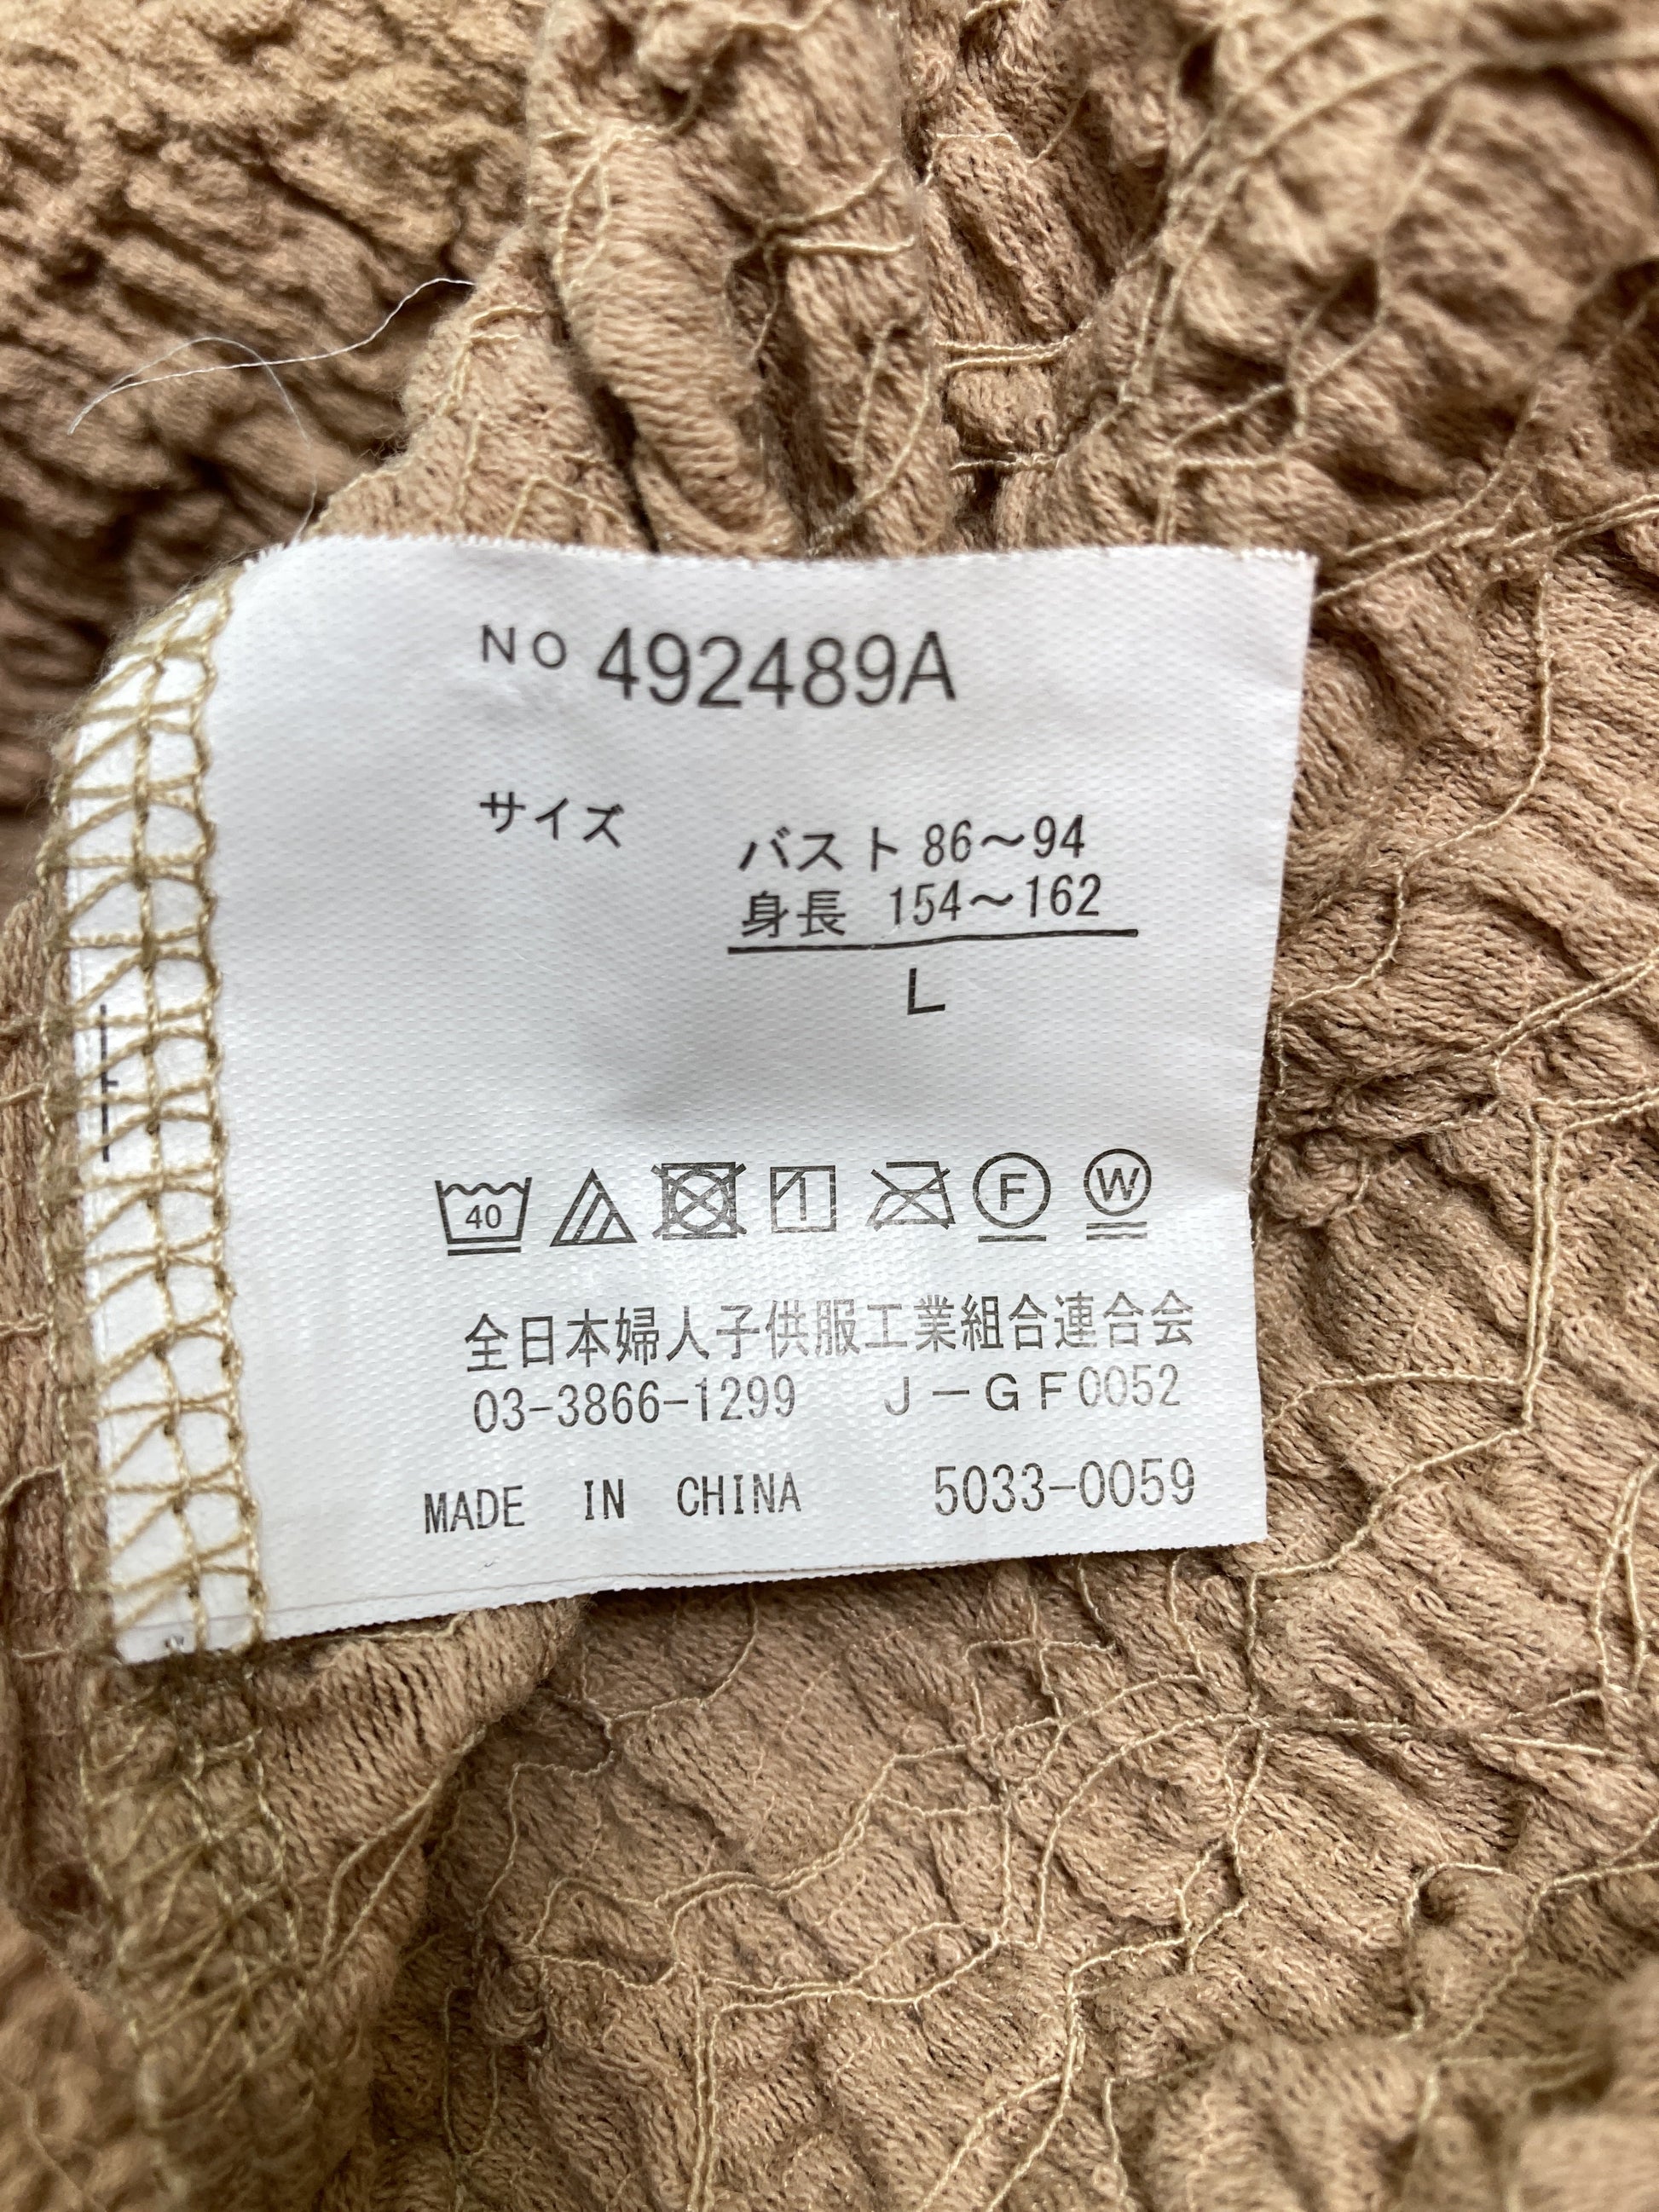 NO 492489A
サイズ
バスト 86～94
身長 154～162
L
40
F
W
全日本婦人子供服工業組合連合会
03-3866-1299 J－GF0052
MADE IN CHINA 5033-0059